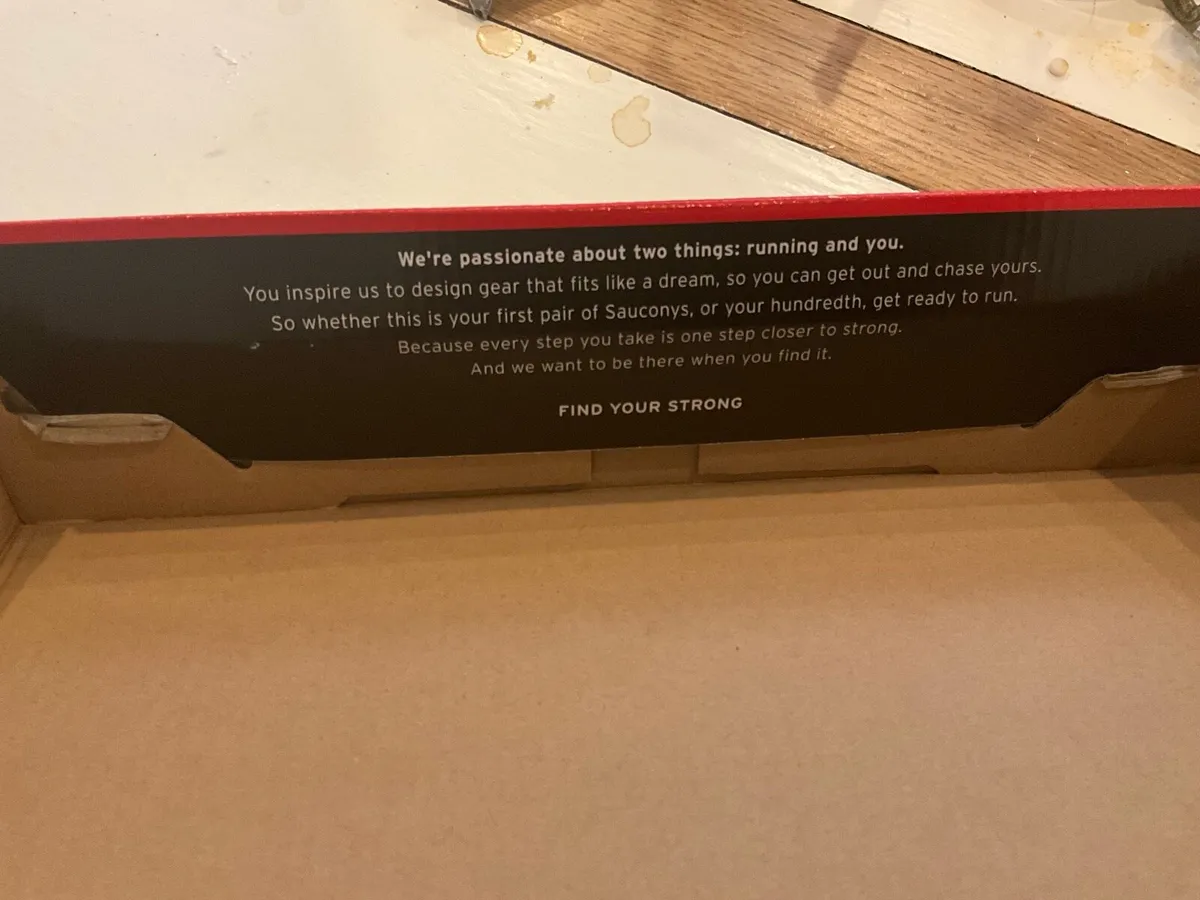 We're passionate about two things: running and you.
You inspire us to design gear that fits like a dream, so you can get out and chase yours.
So whether this is your first pair of Sauconys, or your hundredth, get ready to run.
Because every step you take is one step closer to strong.
And we want to be there when you find it.
FIND YOUR STRONG